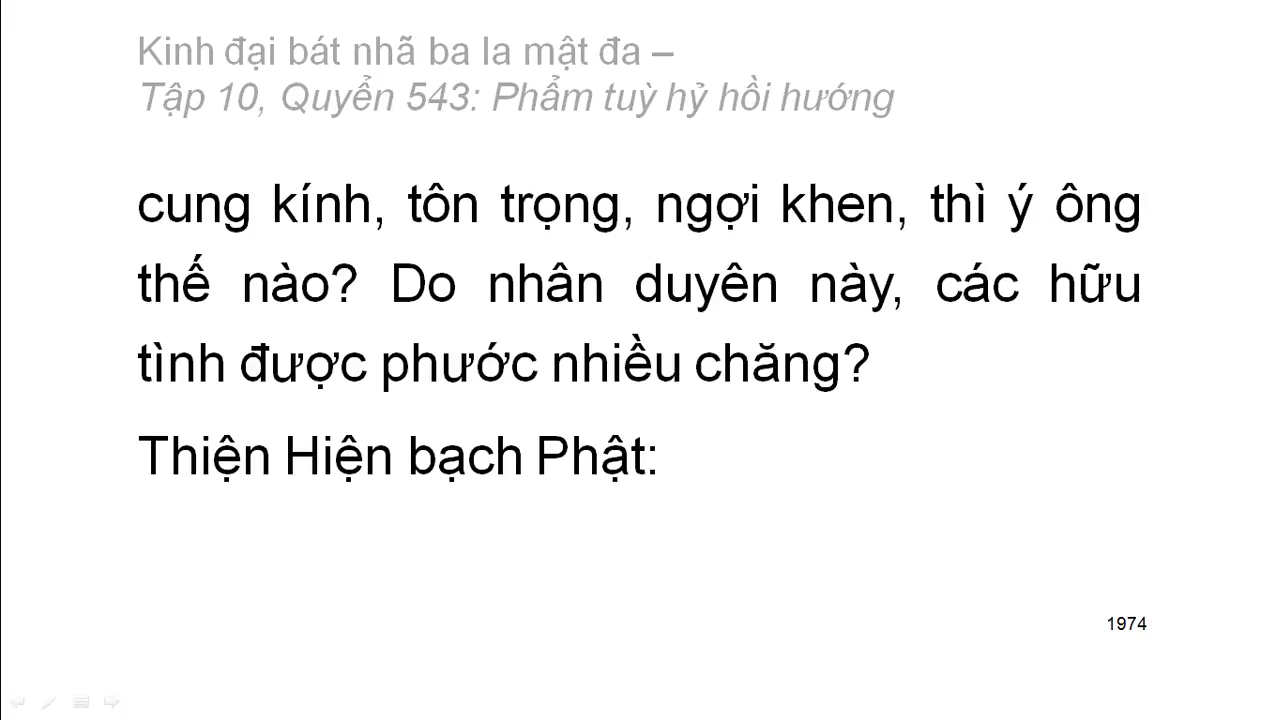 Kinh đại bát nhã ba la mật đa –
Tập 10, Quyển 543: Phẩm tuỳ hỷ hồi hướng
cung kính, tôn trọng, ngợi khen, thì ý ông
thế nào? Do nhân duyên này, các hữu
tình được phước nhiều chăng?
Thiện Hiện bạch Phật:
1974